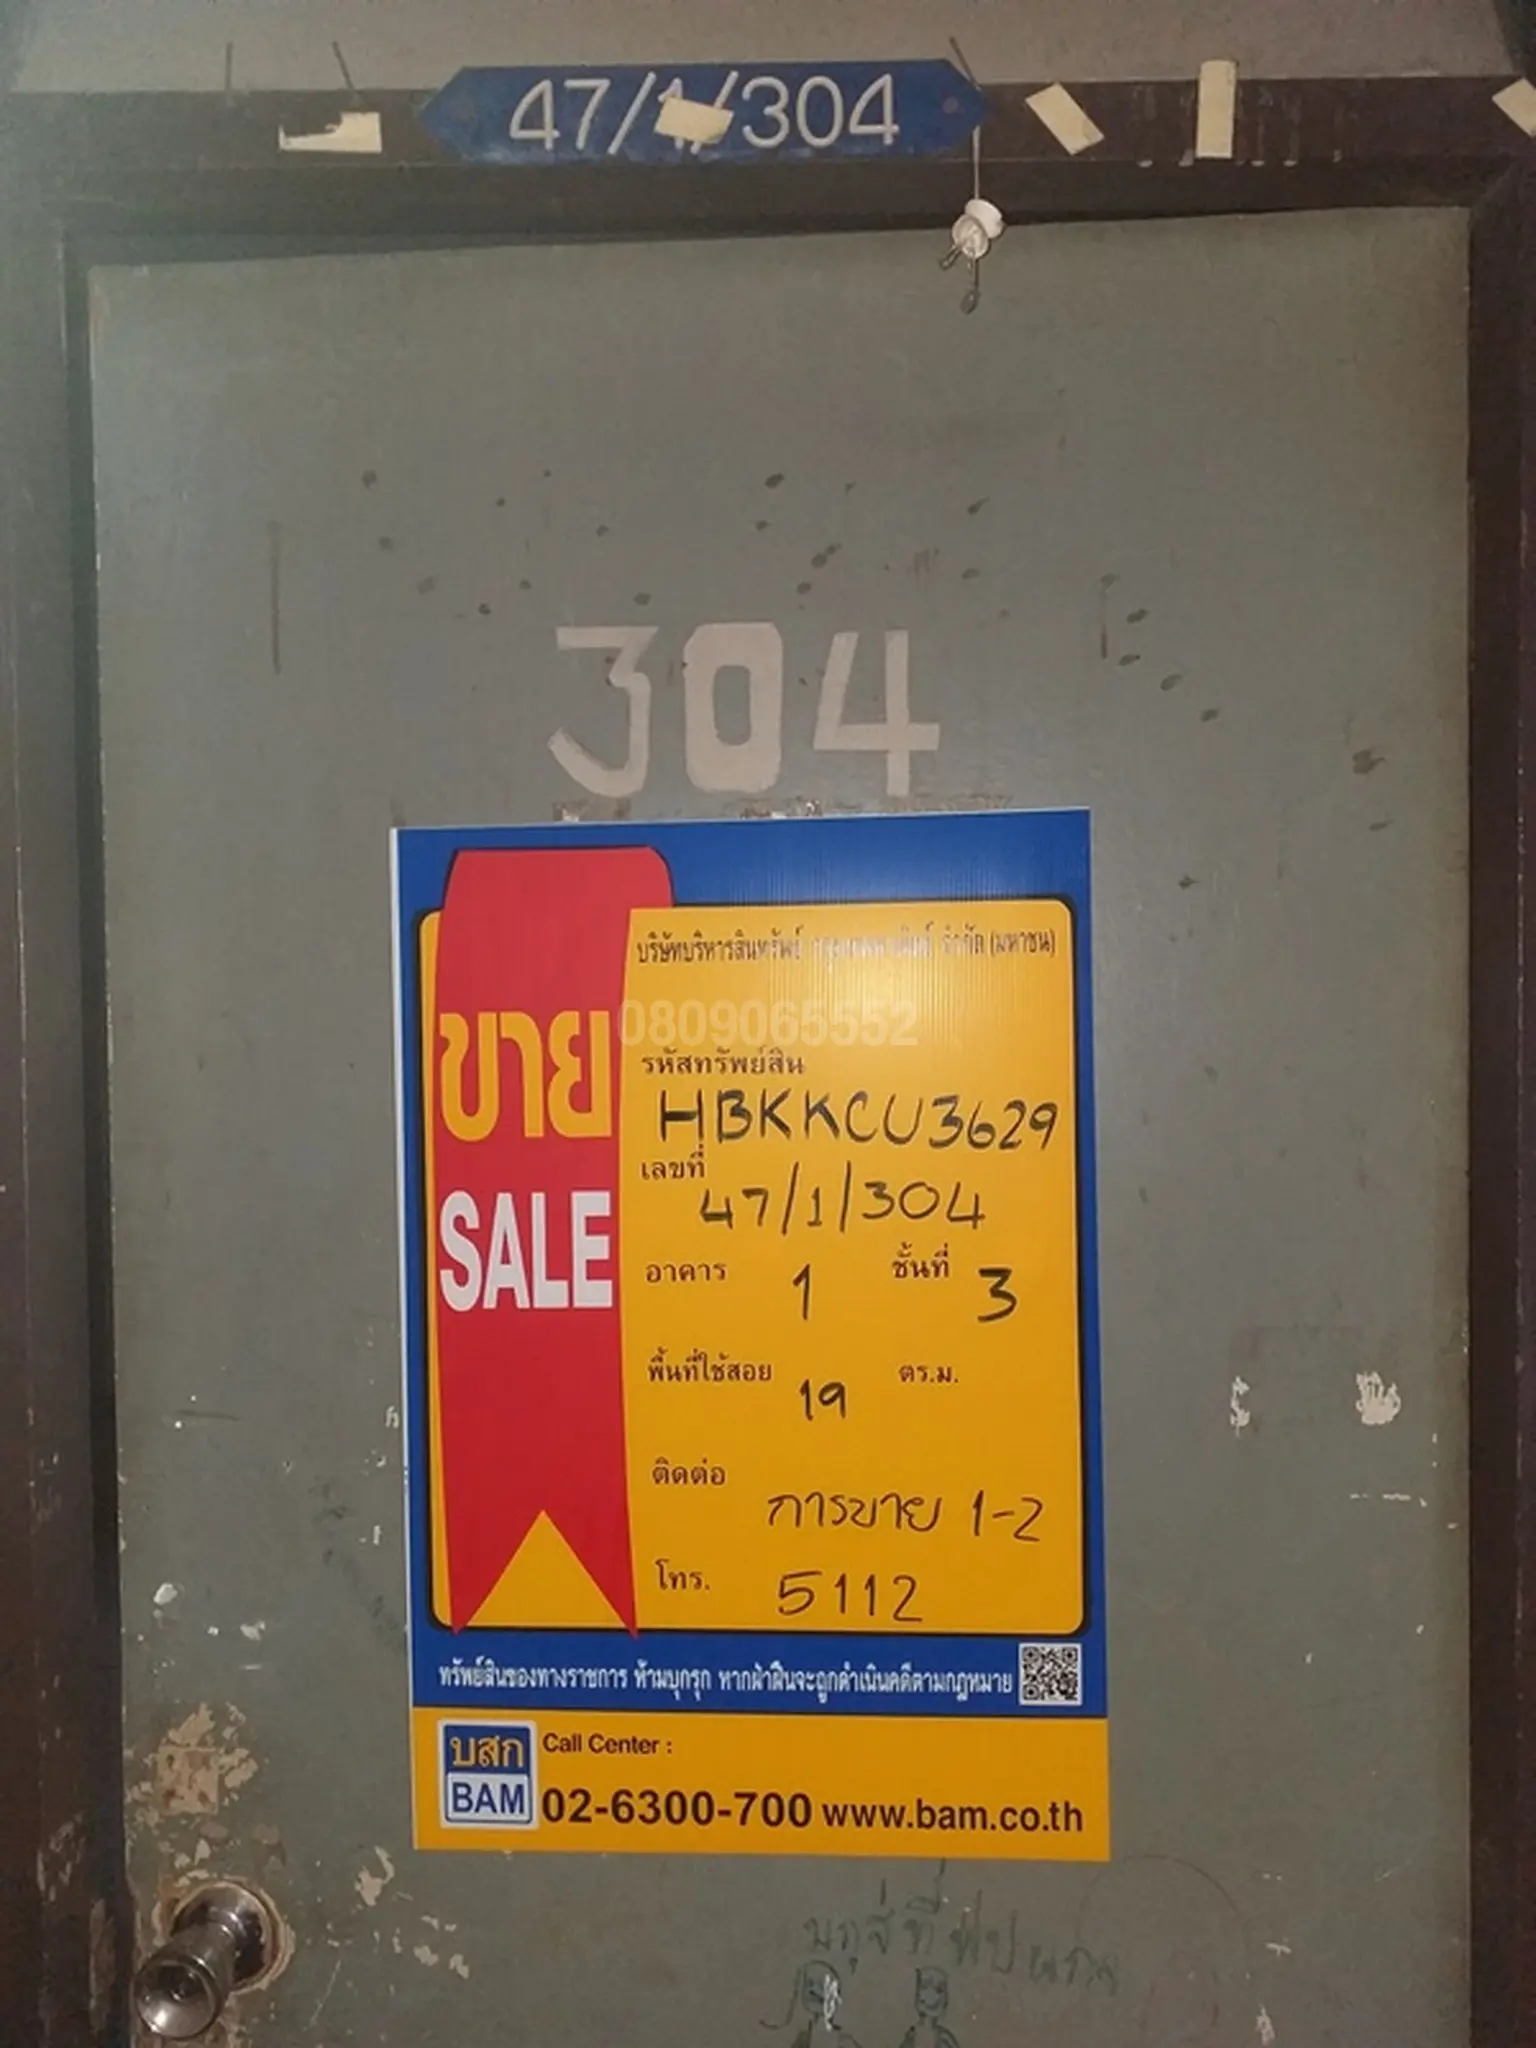 47/1/304
304
บริษัทบริหารสินทรัพย์ กรุงเทพพาณิชย์ จำกัด (มหาชน)
ขาย
SALE
0809065552
รหัสทรัพย์สิน
HBKKCU3629
เลขที่
47/1/304
อาคาร 1 ชั้นที่ 3
พื้นที่ใช้สอย 19 ตร.ม.
ติดต่อ
การขาย 1-2
โทร. 5112
ทรัพย์สินของทางราชการ ห้ามบุกรุก หากฝ่าฝืนจะถูกดำเนินคดีตามกฎหมาย
บสก
BAM
Call Center :
02-6300-700 www.bam.co.th